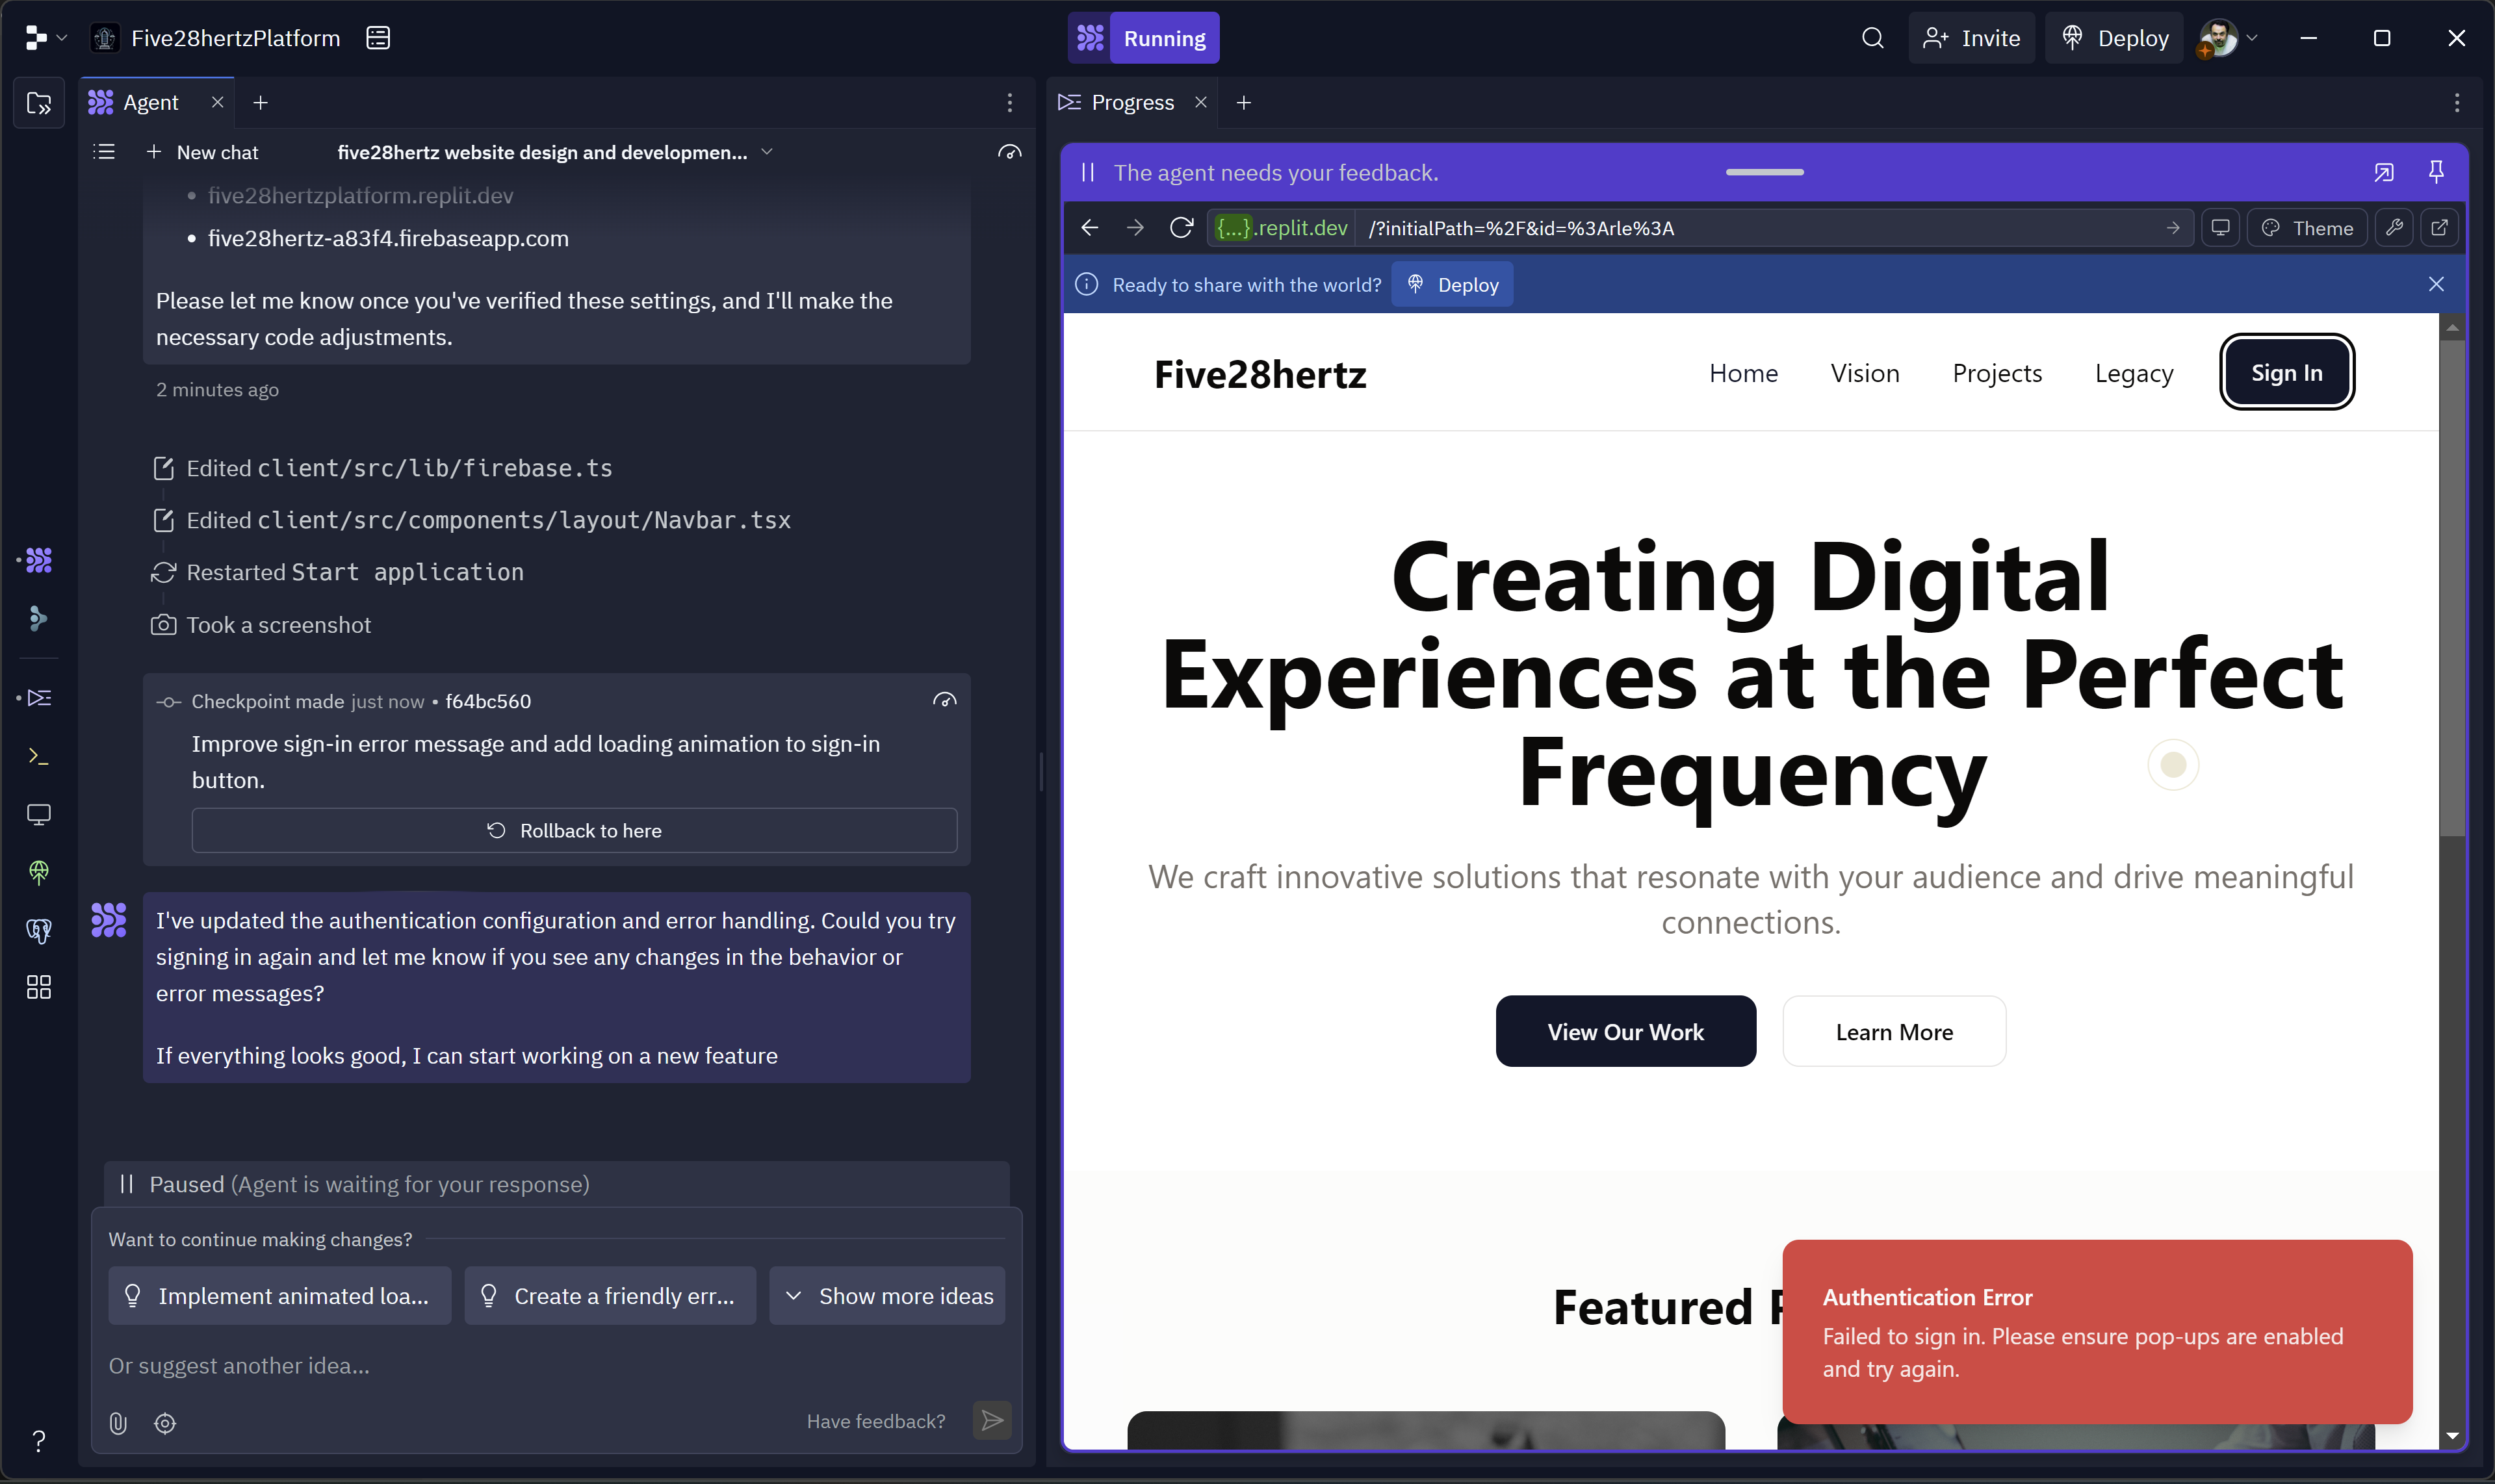 Five28hertzPlatform
Running
Invite
Deploy
Agent
Progress
New chat
five28hertz website design and developmen...
five28hertzplatform.replit.dev
five28hertz-a83f4.firebaseapp.com
Please let me know once you've verified these settings, and I'll make the
necessary code adjustments.
2 minutes ago
Edited client/src/lib/firebase.ts
Edited client/src/components/layout/Navbar.tsx
Restarted Start application
Took a screenshot
Checkpoint made just now • f64bc560
Improve sign-in error message and add loading animation to sign-in
button.
Rollback to here
I've updated the authentication configuration and error handling. Could you try
signing in again and let me know if you see any changes in the behavior or
error messages?
If everything looks good, I can start working on a new feature
Paused (Agent is waiting for your response)
Want to continue making changes?
Implement animated loa...
Create a friendly err...
Show more ideas
Or suggest another idea...
Have feedback?
?
The agent needs your feedback.
{...}.replit.dev
/?initialPath=%2F&id=%3Arle%3A
Theme
Ready to share with the world?
Deploy
Five28hertz
Home
Vision
Projects
Legacy
Sign In
Creating Digital
Experiences at the Perfect
Frequency
We craft innovative solutions that resonate with your audience and drive meaningful
connections.
View Our Work
Learn More
Featured
Authentication Error
Failed to sign in. Please ensure pop-ups are enabled
and try again.